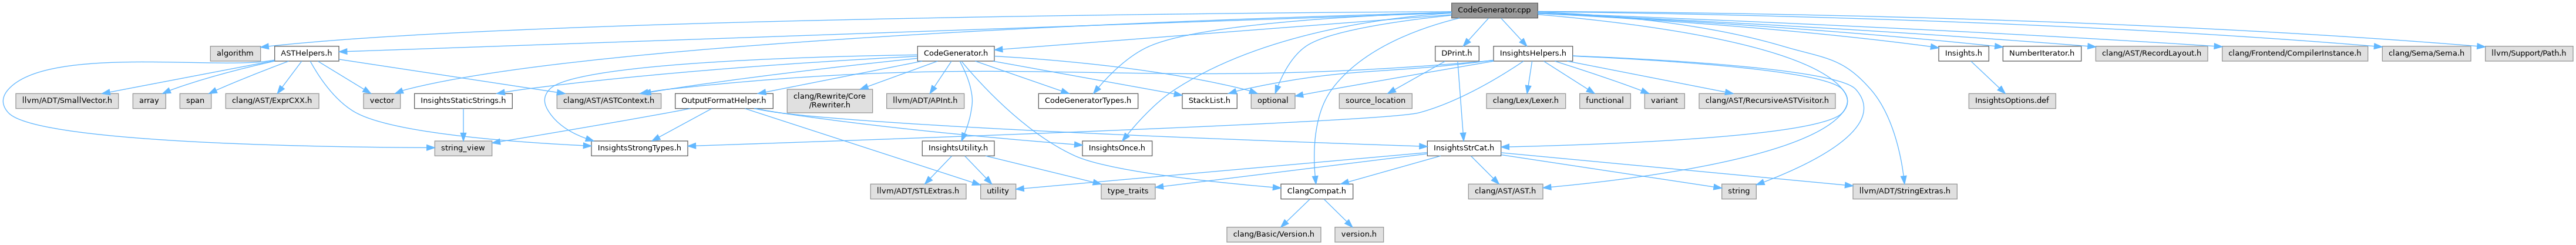 CodeGenerator.cpp
algorithm
ASTHelpers.h
CodeGenerator.h
DPrint.h
InsightsHelpers.h
Insights.h
NumberIterator.h
clang/AST/RecordLayout.h
clang/Frontend/CompilerInstance.h
clang/Sema/Sema.h
llvm/Support/Path.h
llvm/ADT/SmallVector.h
array
span
clang/AST/ExprCXX.h
vector
InsightsStaticStrings.h
clang/AST/ASTContext.h
OutputFormatHelper.h
clang/Rewrite/Core
/Rewriter.h
llvm/ADT/APInt.h
CodeGeneratorTypes.h
StackList.h
optional
source_location
clang/Lex/Lexer.h
functional
variant
clang/AST/RecursiveASTVisitor.h
InsightsOptions.def
string_view
InsightsStrongTypes.h
InsightsUtility.h
InsightsOnce.h
InsightsStrCat.h
llvm/ADT/STLExtras.h
utility
type_traits
ClangCompat.h
clang/AST/AST.h
string
llvm/ADT/StringExtras.h
clang/Basic/Version.h
version.h